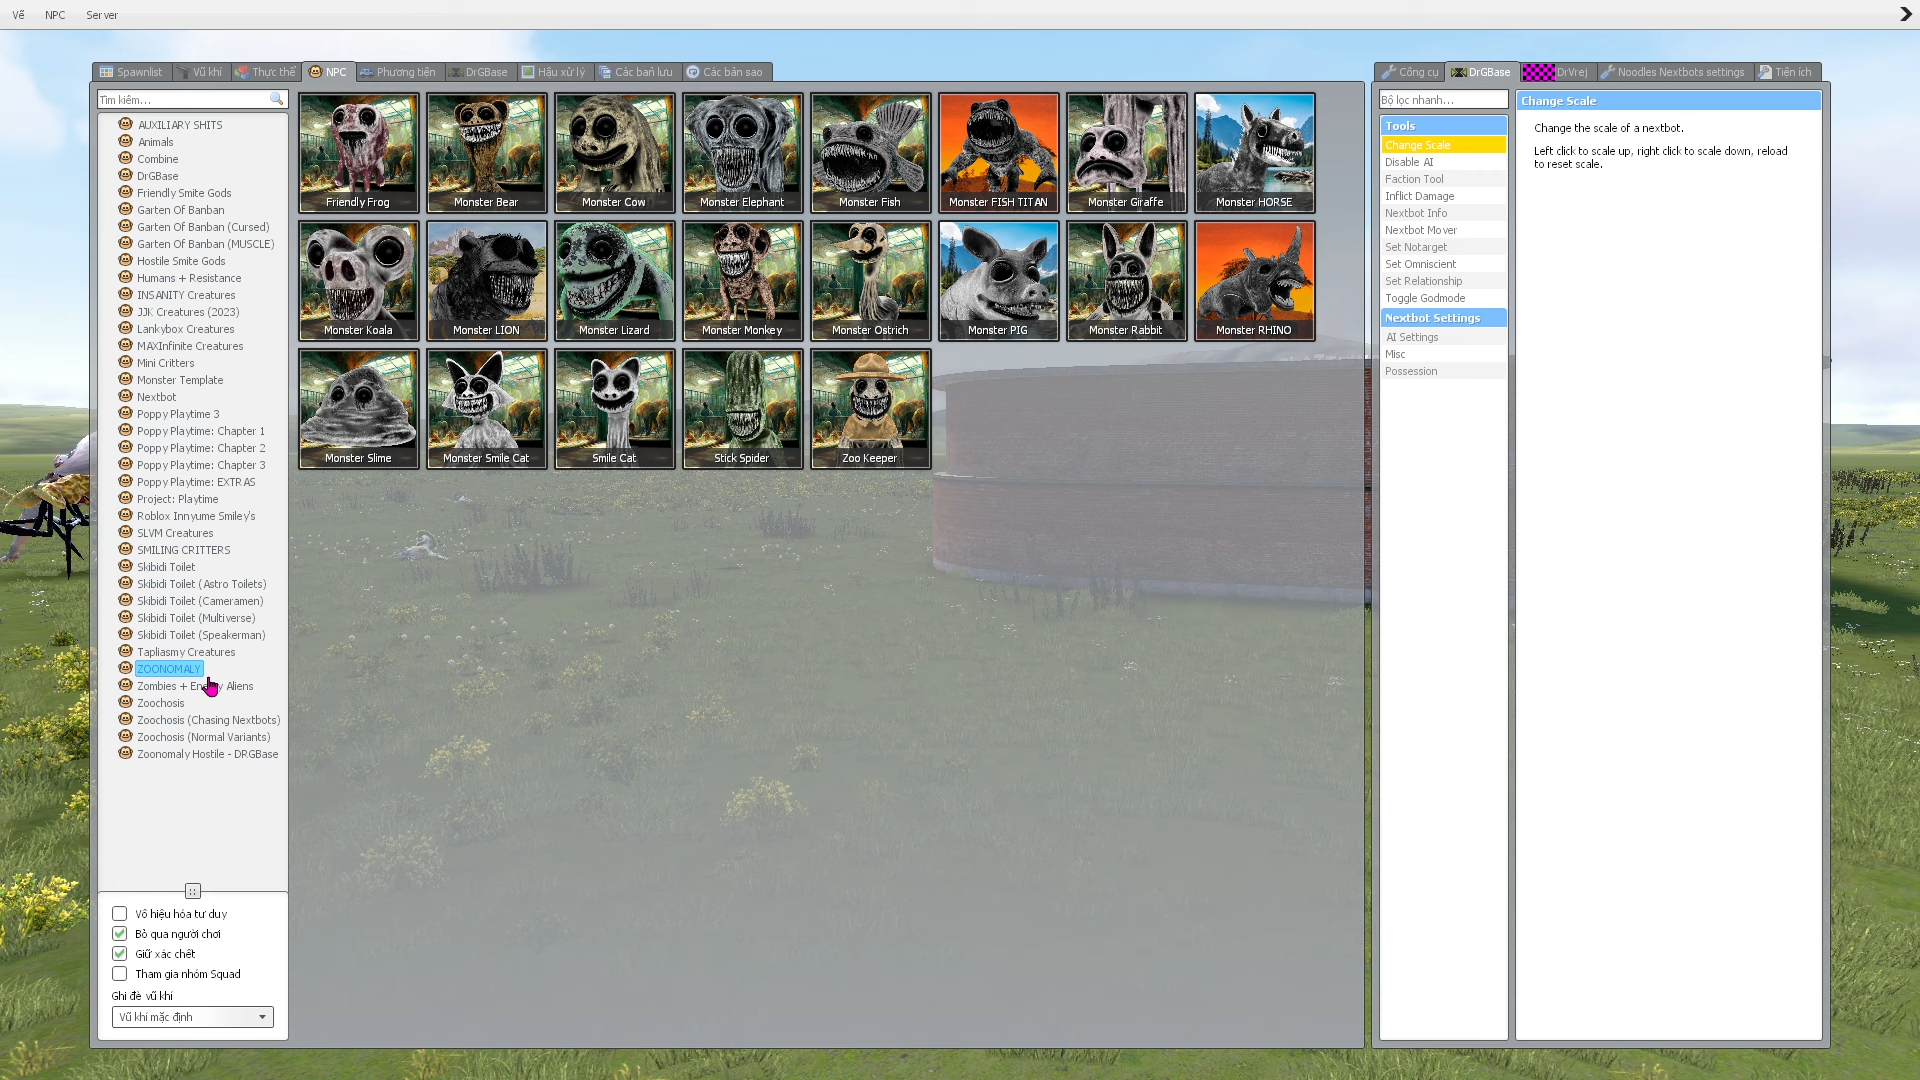 Vẽ NPC Server
Spawnlist Vũ khí Thực thể NPC Phương tiện DrGBase Hậu xử lý Các bản lưu Các bản sao
Công cụ DrGBase DrVrej Noodles Nextbots settings Tiện ích
Tìm kiếm...
AUXILIARY SHITS
Animals
Combine
DrGBase
Friendly Smite Gods
Garten Of Banban
Garten Of Banban (Cursed)
Garten Of Banban (MUSCLE)
Hostile Smite Gods
Humans + Resistance
INSANITY Creatures
JJK Creatures (2023)
Lankybox Creatures
MAXInfinite Creatures
Mini Critters
Monster Template
Nextbot
Poppy Playtime 3
Poppy Playtime: Chapter 1
Poppy Playtime: Chapter 2
Poppy Playtime: Chapter 3
Poppy Playtime: EXTRAS
Project: Playtime
Roblox Innyume Smiley's
SLVM Creatures
SMILING CRITTERS
Skibidi Toilet
Skibidi Toilet (Astro Toilets)
Skibidi Toilet (Cameramen)
Skibidi Toilet (Multiverse)
Skibidi Toilet (Speakerman)
Tapliasmy Creatures
ZOONOMALY
Zombies + Enemy Aliens
Zoochosis
Zoochosis (Chasing Nextbots)
Zoochosis (Normal Variants)
Zoonomaly Hostile - DRGBase
Vô hiệu hóa tư duy
Bỏ qua người chơi
Giữ xác chết
Tham gia nhóm Squad
Ghi đè vũ khí
Vũ khí mặc định
Friendly Frog Monster Bear Monster Cow Monster Elephant Monster Fish Monster FISH TITAN Monster Giraffe Monster HORSE
Monster Koala Monster LION Monster Lizard Monster Monkey Monster Ostrich Monster PIG Monster Rabbit Monster RHINO
Monster Slime Monster Smile Cat Smile Cat Stick Spider Zoo Keeper
Bộ lọc nhanh...
Tools
Change Scale
Disable AI
Faction Tool
Inflict Damage
Nextbot Info
Nextbot Mover
Set Notarget
Set Omniscient
Set Relationship
Toggle Godmode
Nextbot Settings
AI Settings
Misc
Possession
Change Scale
Change the scale of a nextbot.
Left click to scale up, right click to scale down, reload
to reset scale.